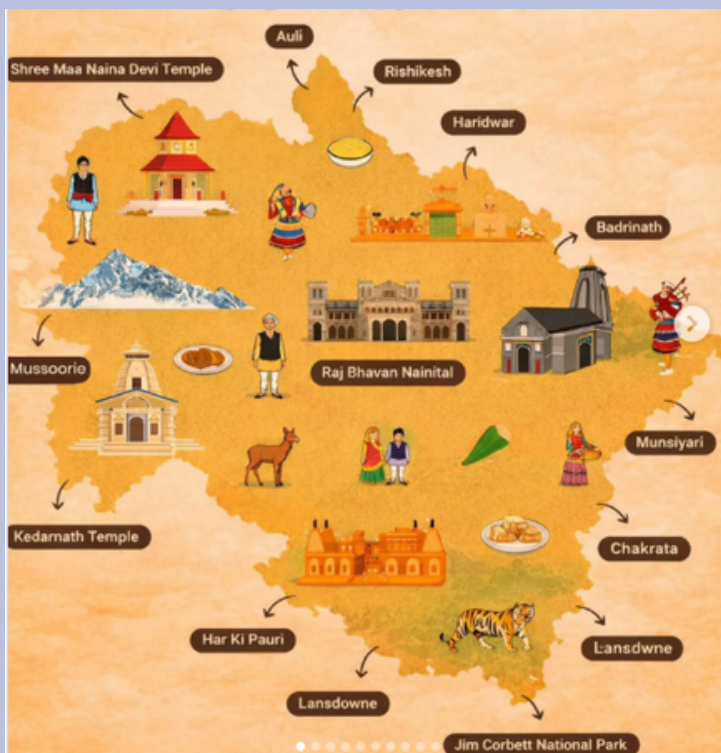 Auli
Shree Maa Naina Devi Temple
Rishikesh
Haridwar
Badrinath
Mussoorie
Raj Bhavan Nainital
Munsiyari
Kedarnath Temple
Chakrata
Har Ki Pauri
Lansdwne
Lansdowne
Jim Corbett National Park